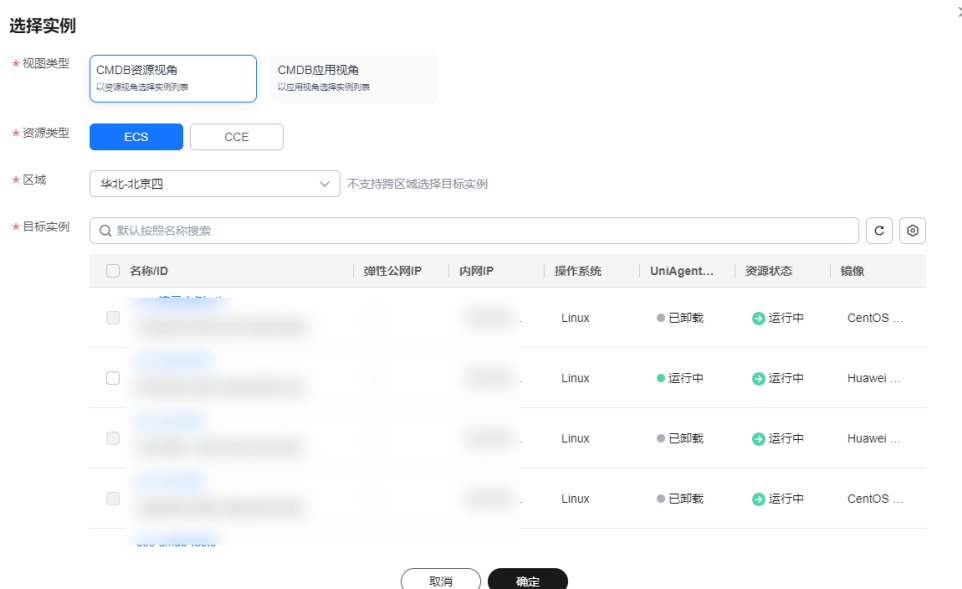 选择实例
* 视图类型
CMDB资源视角
以资源视角选择实例列表
CMDB应用视角
以应用视角选择实例列表
* 资源类型
ECS
CCE
* 区域
华北-北京四
不支持跨区域选择目标实例
* 目标实例
默认按照名称搜索
名称/ID 弹性公网IP 内网IP 操作系统 UniAgent... 资源状态 镜像
Linux 已卸载 运行中 CentOS ...
Linux 运行中 运行中 Huawei ...
Linux 已卸载 运行中 Huawei ...
Linux 已卸载 运行中 CentOS ...
取消 确定